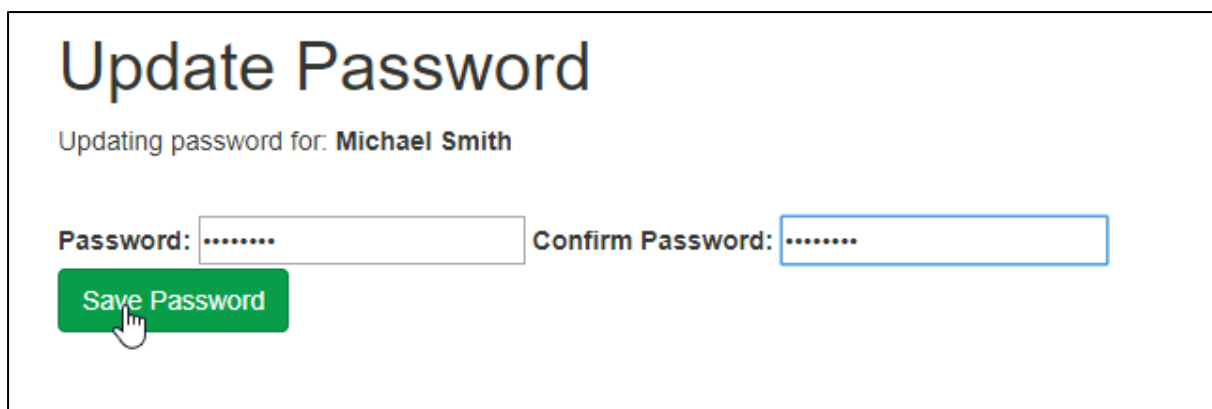 Update Password
Updating password for: Michael Smith
Password: •••••••• Confirm Password: ••••••••
Save Password